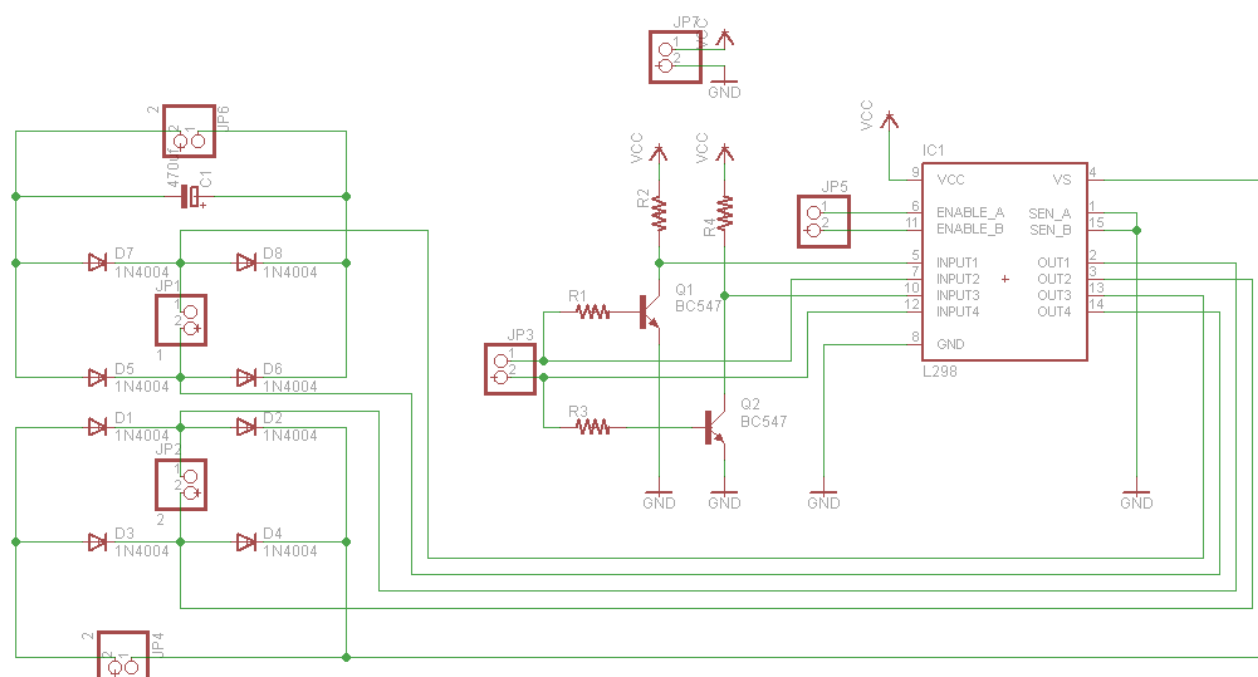 JP7
1
2
VCC
GND
2
JP6
2
1
470uf
C1
+
D7
1N4004
D8
1N4004
JP1
1
2
1
D5
1N4004
D6
1N4004
D1
1N4004
D2
1N4004
JP2
1
2
2
D3
1N4004
D4
1N4004
2
JP4
2
1
VCC
VCC
R2
R4
R1
Q1
BC547
JP3
1
2
R3
Q2
BC547
GND
GND
GND
GND
VCC
JP5
1
2
IC1
9 VCC VS 4
6 ENABLE_A SEN_A 1
11 ENABLE_B SEN_B 15
5 INPUT1 OUT1 2
7 INPUT2 OUT2 3
10 INPUT3 OUT3 13
12 INPUT4 OUT4 14
8 GND
L298